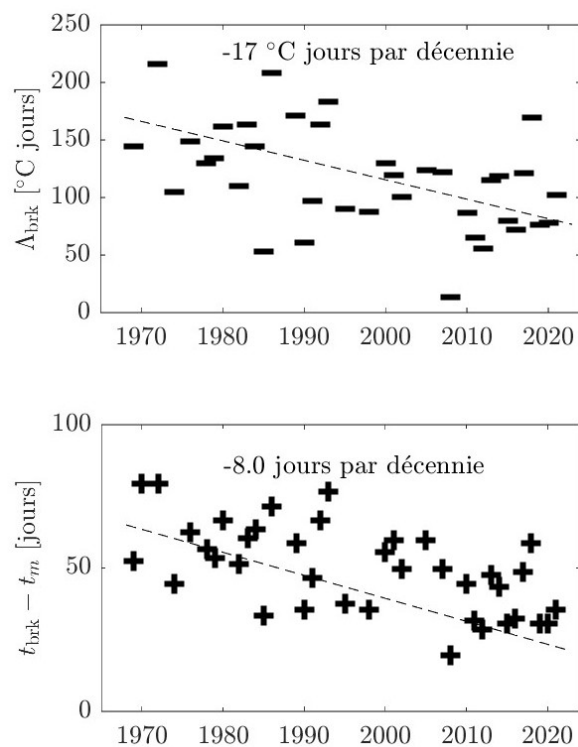 250
200
150
100
50
0
Λbrk [°C jours]
-17 °C jours par décennie
1970 1980 1990 2000 2010 2020
100
50
0
tbrk − tm [jours]
-8.0 jours par décennie
1970 1980 1990 2000 2010 2020